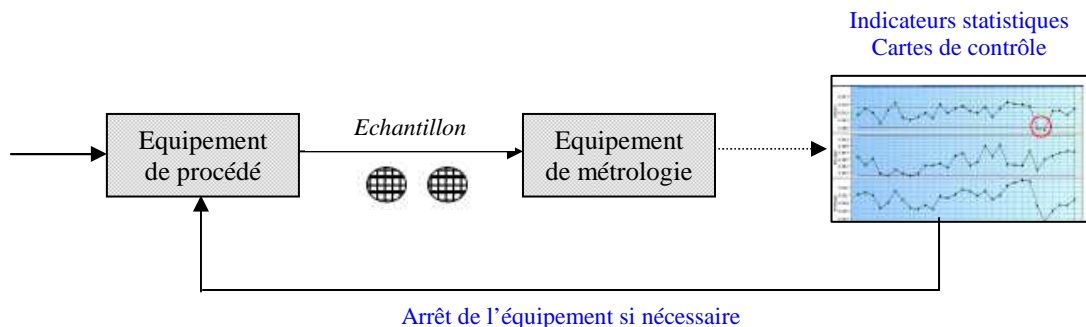 Indicateurs statistiques
Cartes de contrôle
Equipement
de procédé
Echantillon
Equipement
de métrologie
Arrêt de l’équipement si nécessaire